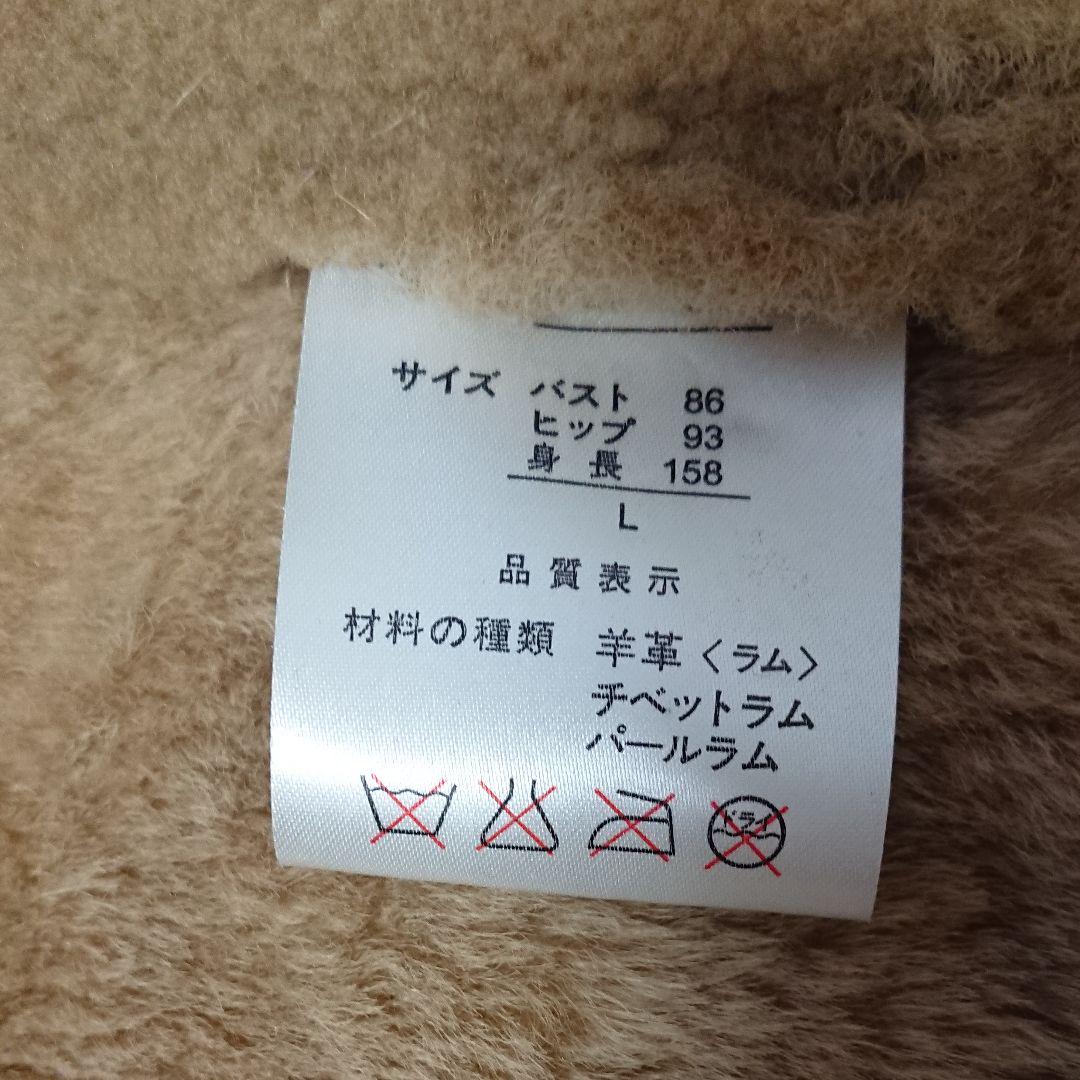 サイズ バスト 86
ヒップ 93
身長 158
L
品質表示
材料の種類 羊革〈ラム〉
チベットラム
パールラム
ドライ